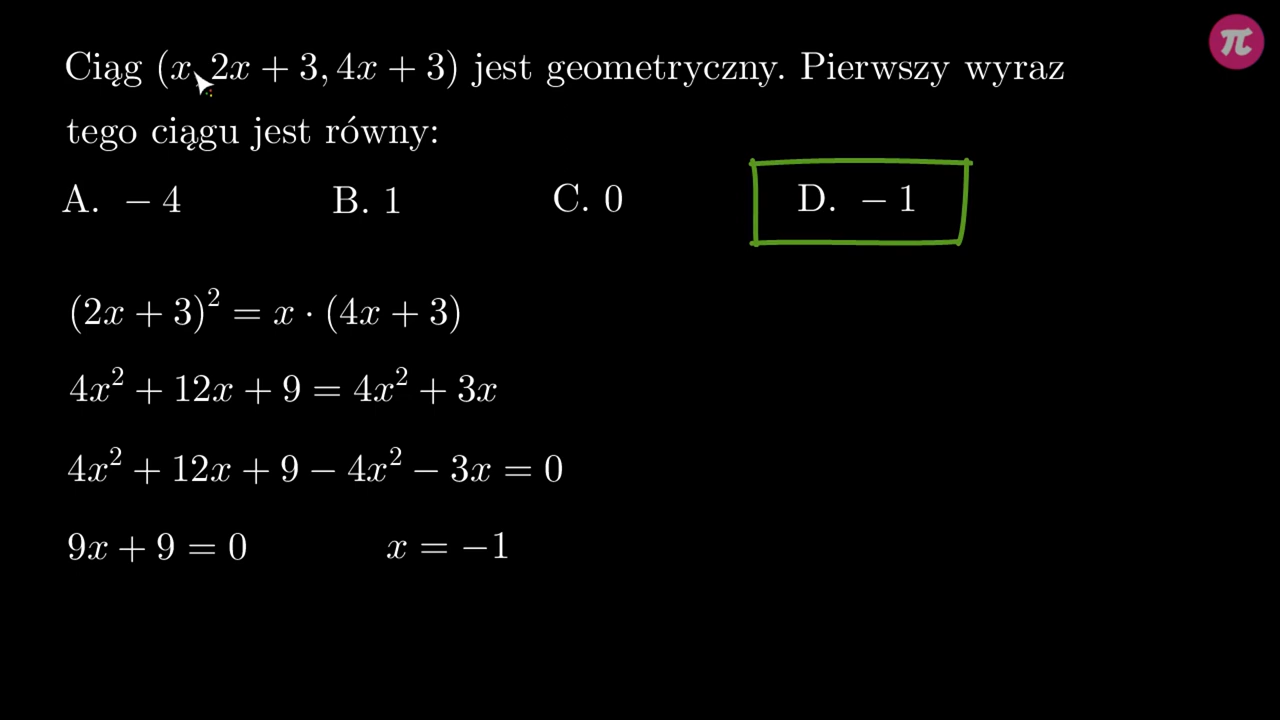 Ciąg (x, 2x + 3, 4x + 3) jest geometryczny. Pierwszy wyraz
tego ciągu jest równy:
A. − 4 B. 1 C. 0 D. − 1
(2x + 3)² = x · (4x + 3)
4x² + 12x + 9 = 4x² + 3x
4x² + 12x + 9 − 4x² − 3x = 0
9x + 9 = 0 x = −1
π